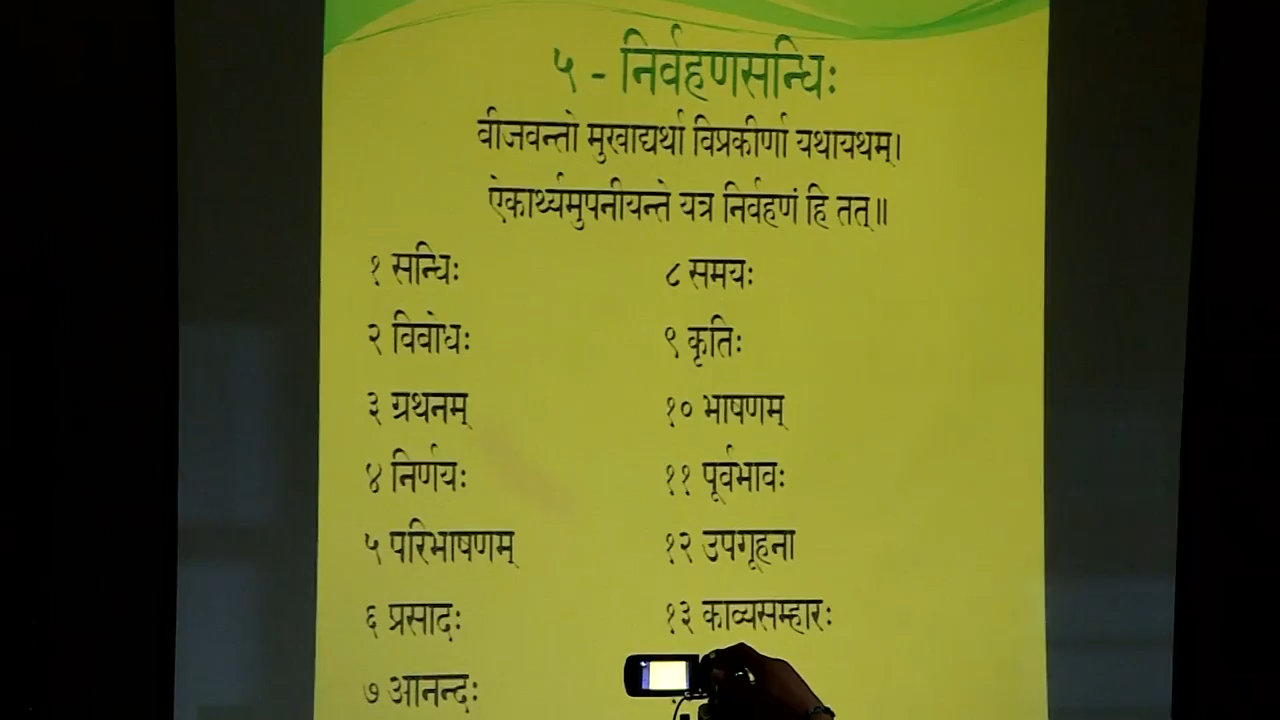 ५ - निर्वहणसन्धिः
वीजवन्तो मुखाद्यर्था विप्रकीर्णा यथायथम्।
ऐकार्थ्यमुपनीयन्ते यत्र निर्वहणं हि तत्॥
१ सन्धिः
२ विवोधः
३ ग्रथनम्
४ निर्णयः
५ परिभाषणम्
६ प्रसादः
७ आनन्दः
८ समयः
९ कृतिः
१० भाषणम्
११ पूर्वभावः
१२ उपगूहना
१३ काव्यसम्हारः